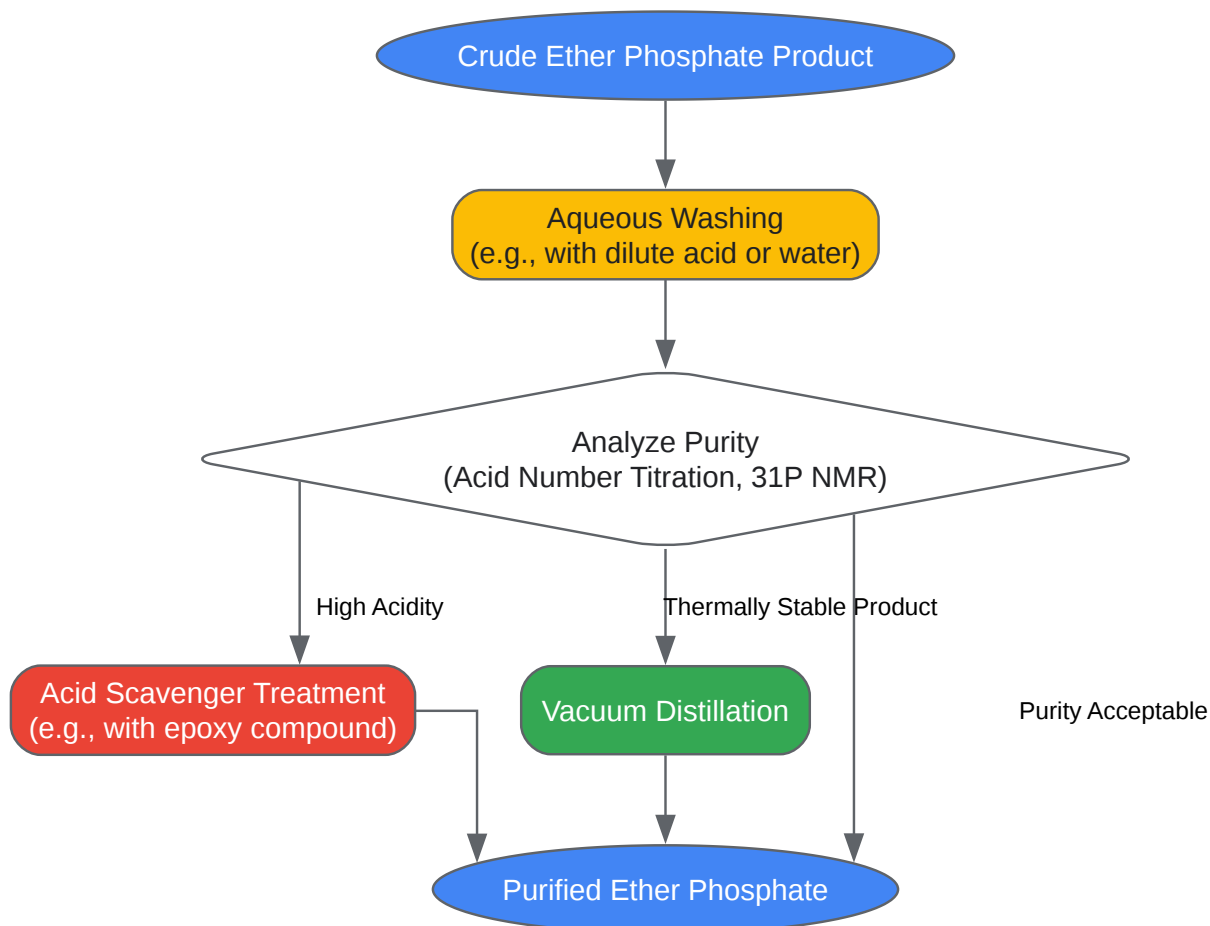 Crude Ether Phosphate Product
Aqueous Washing
(e.g., with dilute acid or water)
Analyze Purity
(Acid Number Titration, 31P NMR)
High Acidity
Thermally Stable Product
Acid Scavenger Treatment
(e.g., with epoxy compound)
Vacuum Distillation
Purity Acceptable
Purified Ether Phosphate